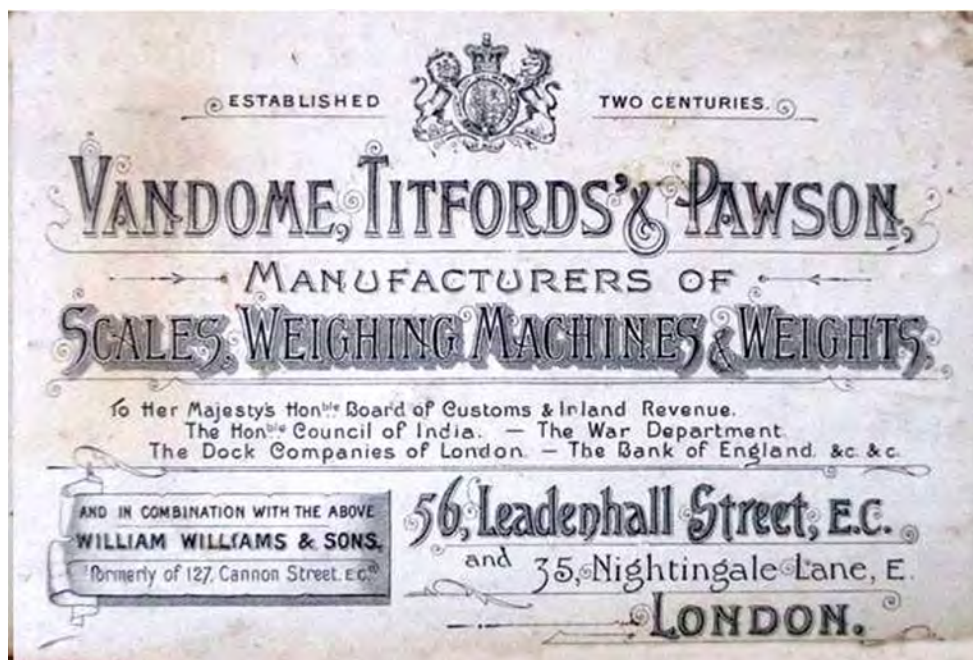 ESTABLISHED TWO CENTURIES.
VANDOME, TITFORDS' & PAWSON,
MANUFACTURERS OF
SCALES, WEIGHING MACHINES & WEIGHTS.
To Her Majesty's Honble Board of Customs & Inland Revenue.
The Honble Council of India. — The War Department.
The Dock Companies of London. — The Bank of England. &c. &c.
AND IN COMBINATION WITH THE ABOVE
WILLIAM WILLIAMS & SONS.
formerly of 127, Cannon Street. E.C.
56, Leadenhall Street, E.C.
and 35, Nightingale Lane, E.
LONDON.